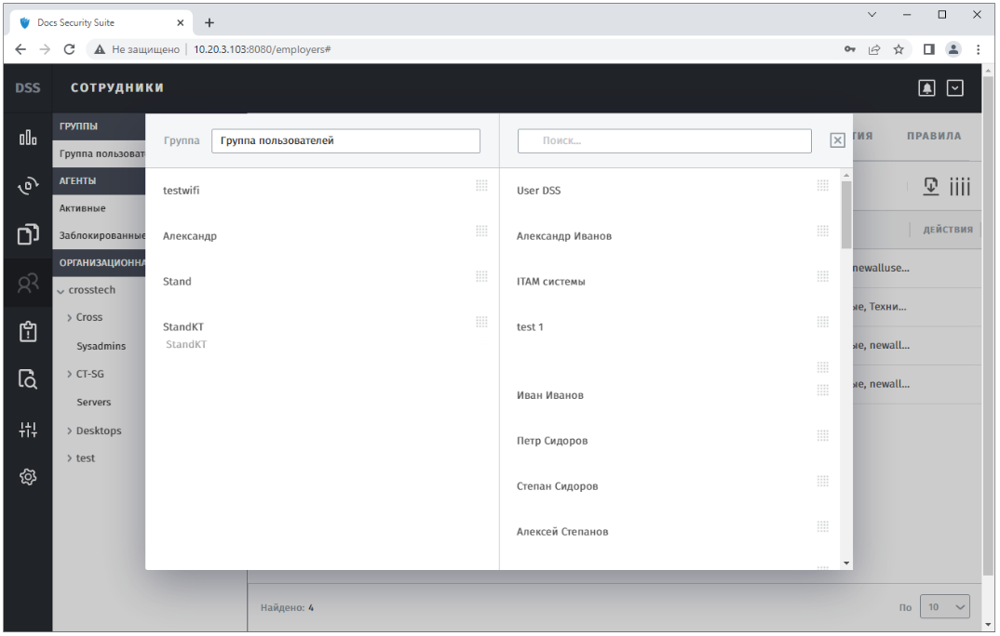 Docs Security Suite
Не защищено 10.20.3.103:8080/employers#
DSS СОТРУДНИКИ
ГРУППЫ
Группа пользоват
АГЕНТЫ
Активные
Заблокированные
ОРГАНИЗАЦИОННА
crosstech
Cross
Sysadmins
CT-SG
Servers
Desktops
test
Группа Группа пользователей
Поиск...
testwifi
Александр
Stand
StandKT
StandKT
User DSS
Александр Иванов
ITAM системы
test 1
Иван Иванов
Петр Сидоров
Степан Сидоров
Алексей Степанов
ТИЯ ПРАВИЛА
ДЕЙСТВИЯ
newalluse...
ые, Техни...
ые, newall...
ые, newall...
Найдено: 4
По 10